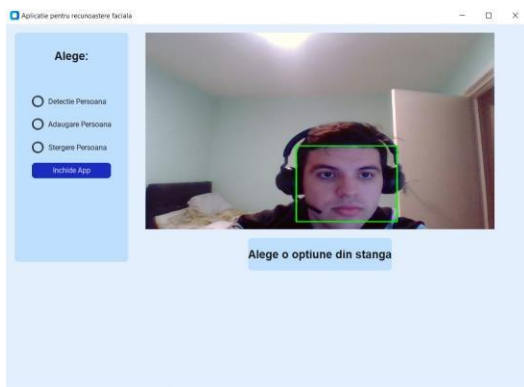 Aplicatie pentru recunoastere faciala
Alege:
Detectie Persoana
Adaugare Persoana
Stergere Persoana
Inchide App
Alege o optiune din stanga